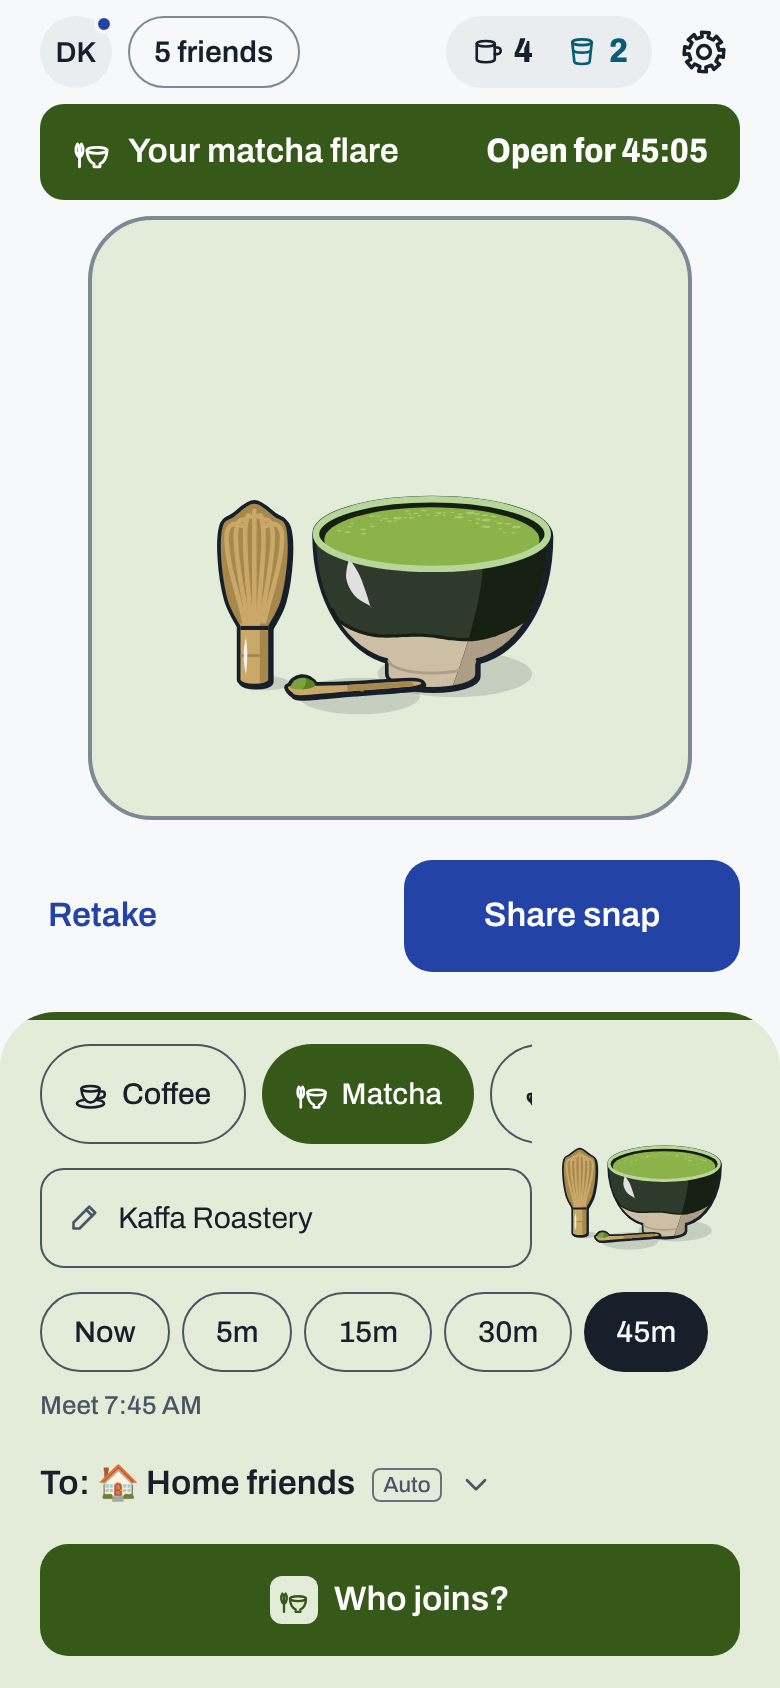 DK
5 friends
4
2
Your matcha flare
Open for 45:05
Retake
Share snap
Coffee
Matcha
Kaffa Roastery
Now
5m
15m
30m
45m
Meet 7:45 AM
To: 🏠 Home friends
Auto
Who joins?